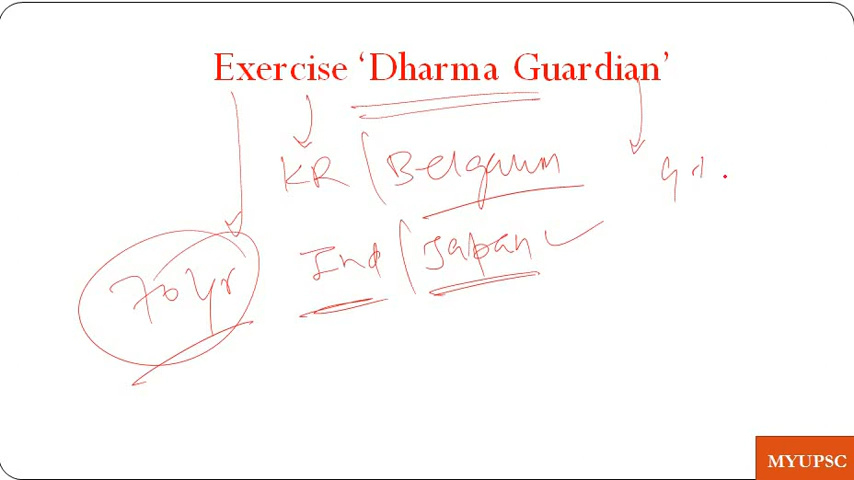 Exercise ‘Dharma Guardian’
KR / Belgaum
70 yr Ind / Japan
MYUPSC